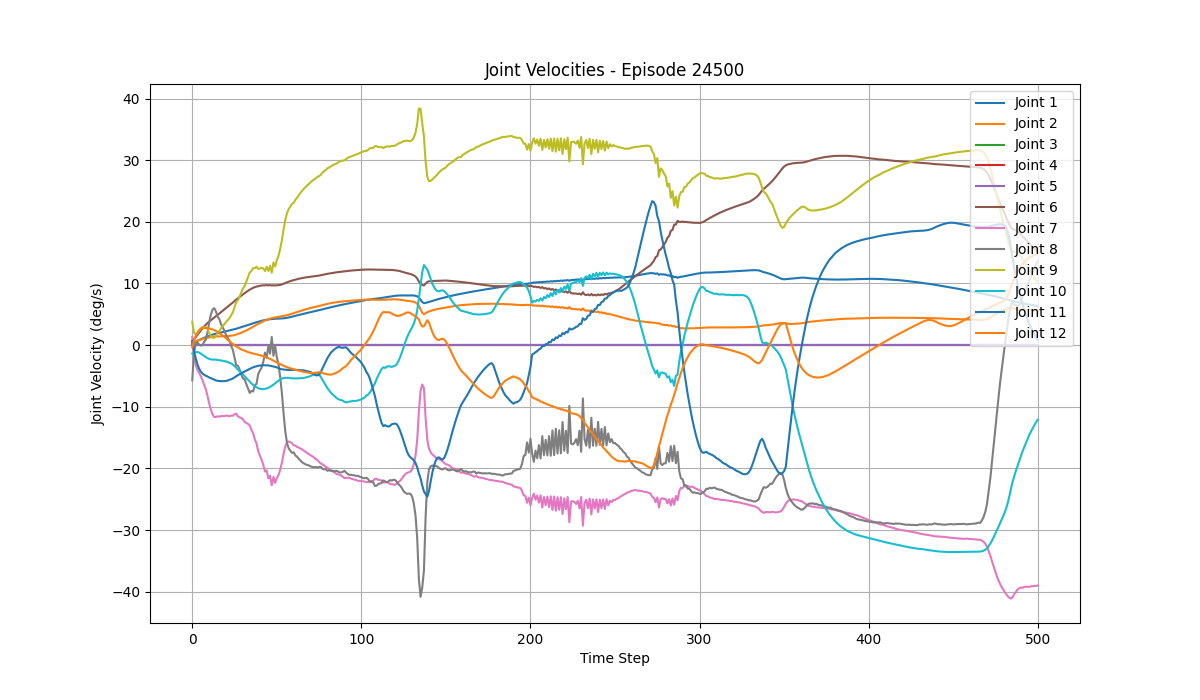 Joint Velocities - Episode 24500
Joint Velocity (deg/s)
40
30
20
10
0
−10
−20
−30
−40
0
100
200
300
400
500
Time Step
Joint 1
Joint 2
Joint 3
Joint 4
Joint 5
Joint 6
Joint 7
Joint 8
Joint 9
Joint 10
Joint 11
Joint 12